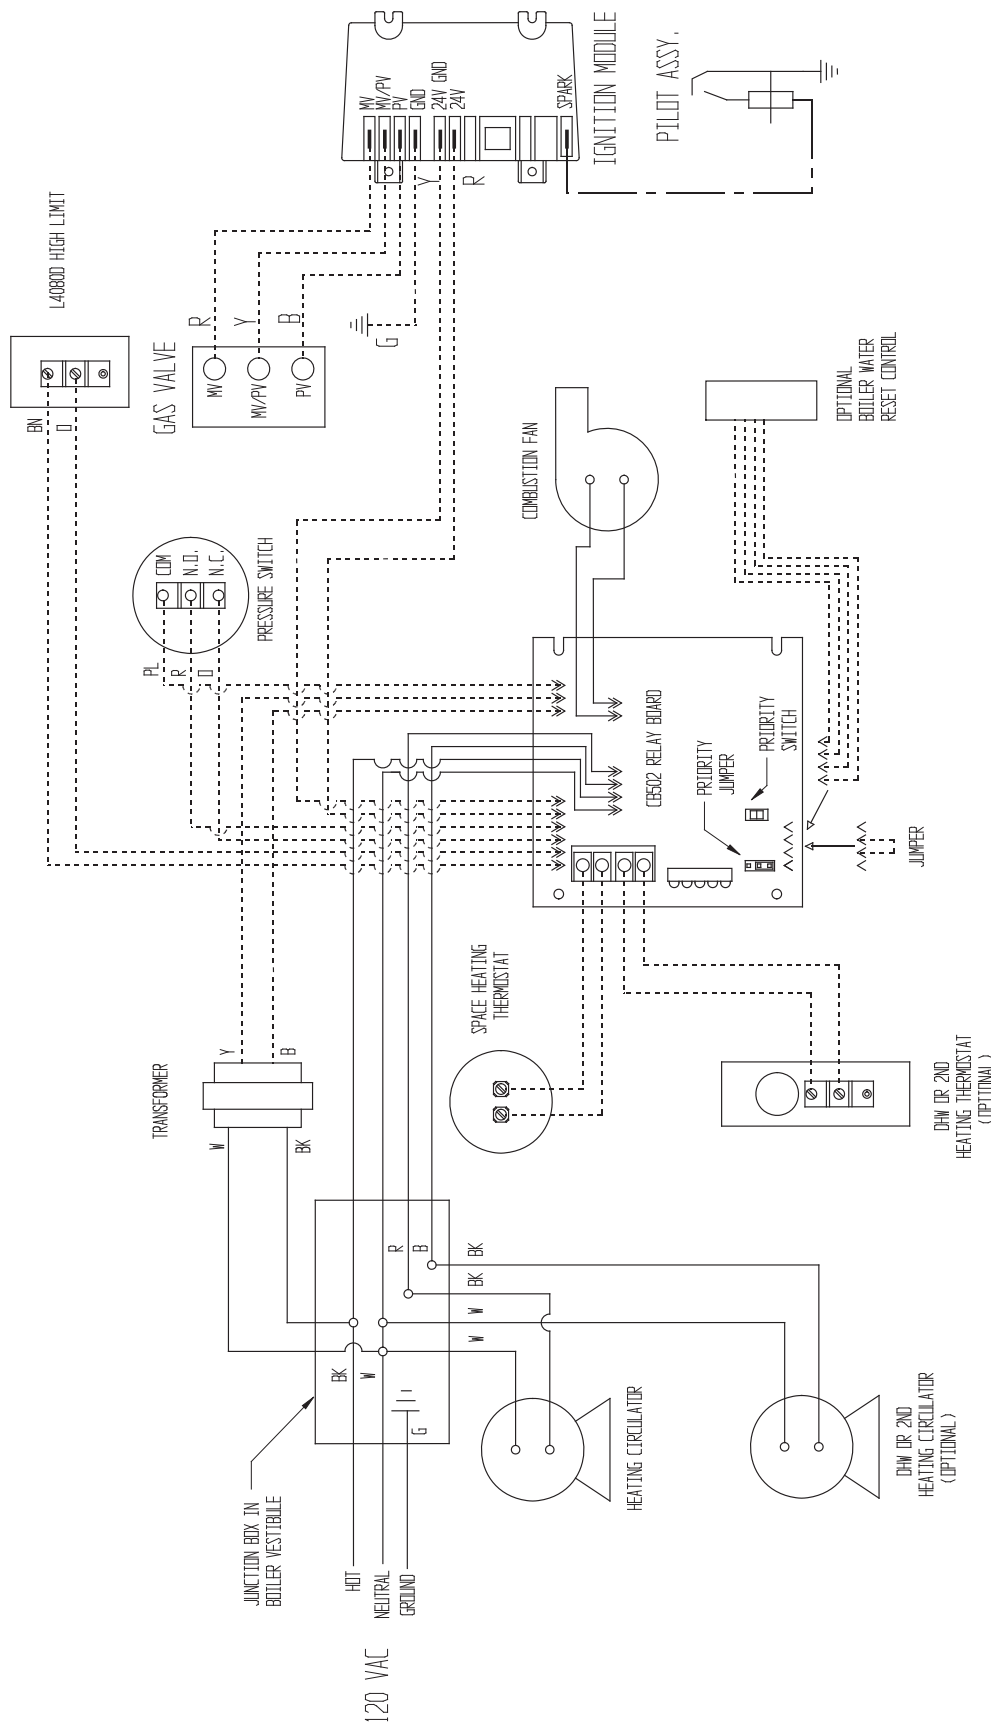 L4080D HIGH LIMIT
BN
O
GAS VALVE
MV
MV/PV
PV
R
Y
B
G
MV
MV/PV
PV
GND
24V GND
24V
SPARK
IGNITION MODULE
Y
R
PILOT ASSY.
COM
N.O.
N.C.
PRESSURE SWITCH
PL
R
O
COMBUSTION FAN
OPTIONAL
BOILER WATER
RESET CONTROL
CB502 RELAY BOARD
PRIORITY
JUMPER
PRIORITY
SWITCH
JUMPER
TRANSFORMER
Y
B
W
BK
SPACE HEATING
THERMOSTAT
DHW OR 2ND
HEATING THERMOSTAT
(OPTIONAL)
R
B
BK
BK
W
W
BK
W
G
JUNCTION BOX IN
BOILER VESTIBULE
HOT
NEUTRAL
GROUND
120 VAC
HEATING CIRCULATOR
DHW OR 2ND
HEATING CIRCULATOR
(OPTIONAL)